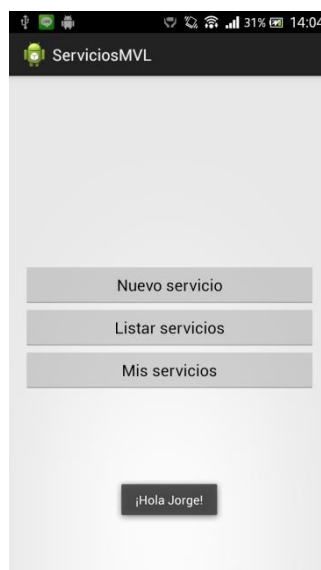 31% 14:04
ServiciosMVL
Nuevo servicio
Listar servicios
Mis servicios
¡Hola Jorge!